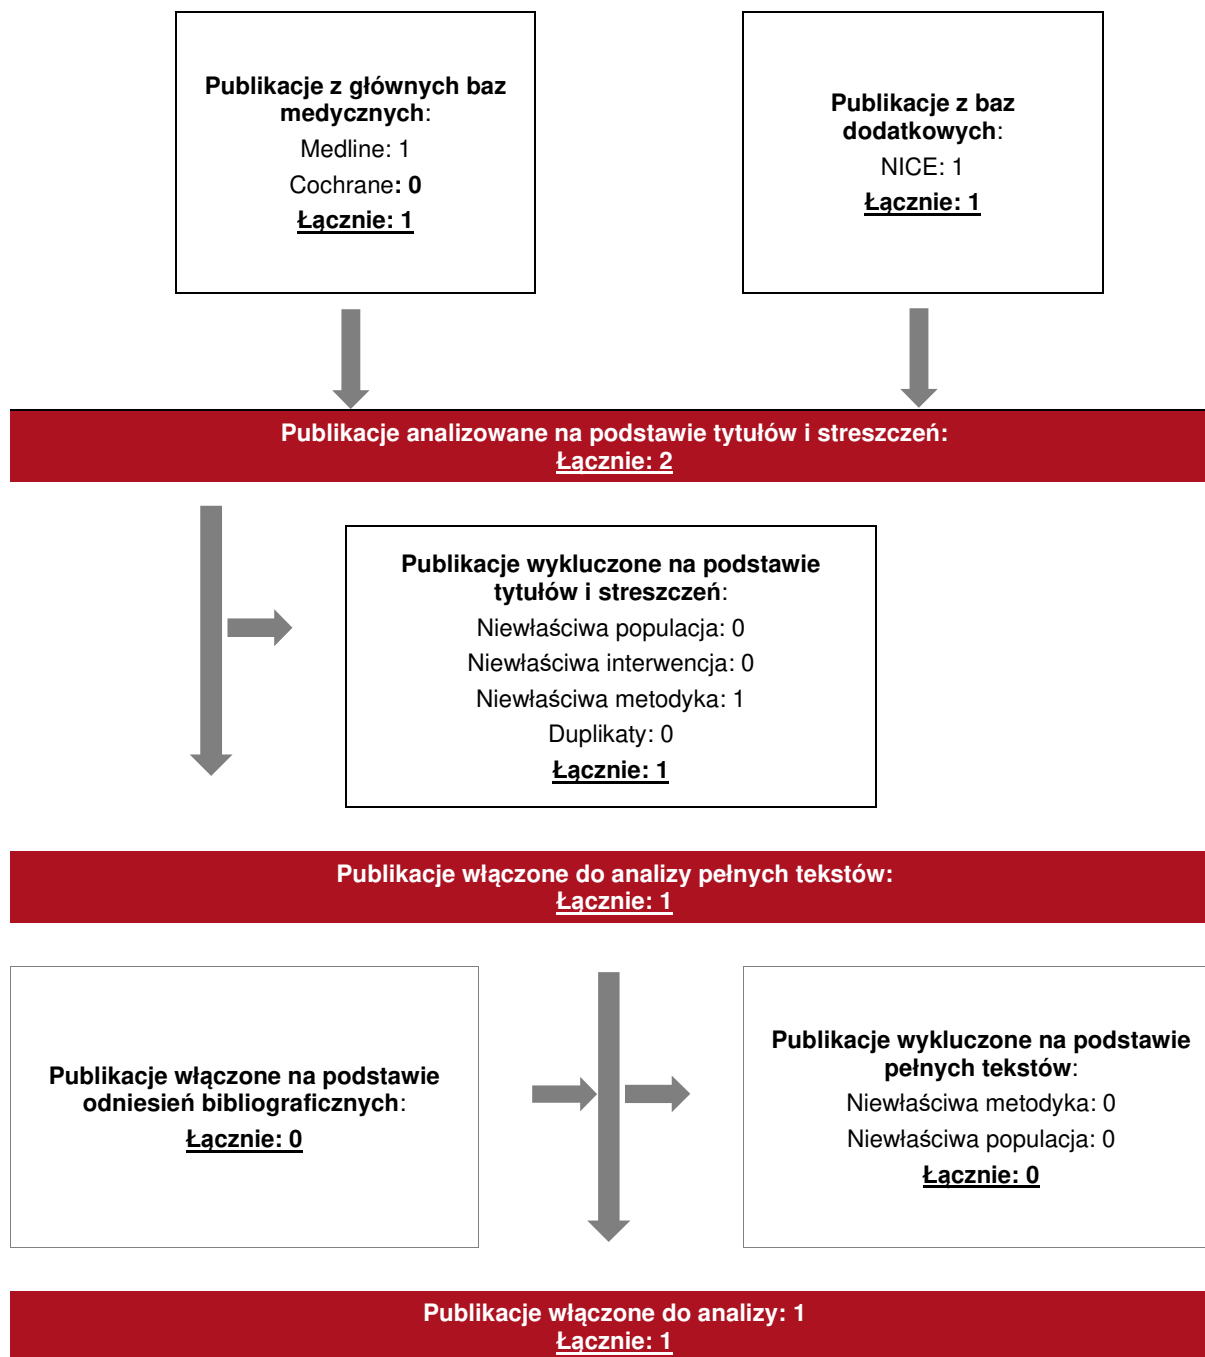 Publikacje z głównych baz
medycznych:
Medline: 1
Cochrane: 0
Łącznie: 1
Publikacje z baz
dodatkowych:
NICE: 1
Łącznie: 1
Publikacje analizowane na podstawie tytułów i streszczeń:
Łącznie: 2
Publikacje wykluczone na podstawie
tytułów i streszczeń:
Niewłaściwa populacja: 0
Niewłaściwa interwencja: 0
Niewłaściwa metodyka: 1
Duplikaty: 0
Łącznie: 1
Publikacje włączone do analizy pełnych tekstów:
Łącznie: 1
Publikacje włączone na podstawie
odniesień bibliograficznych:
Łącznie: 0
Publikacje wykluczone na podstawie
pełnych tekstów:
Niewłaściwa metodyka: 0
Niewłaściwa populacja: 0
Łącznie: 0
Publikacje włączone do analizy: 1
Łącznie: 1